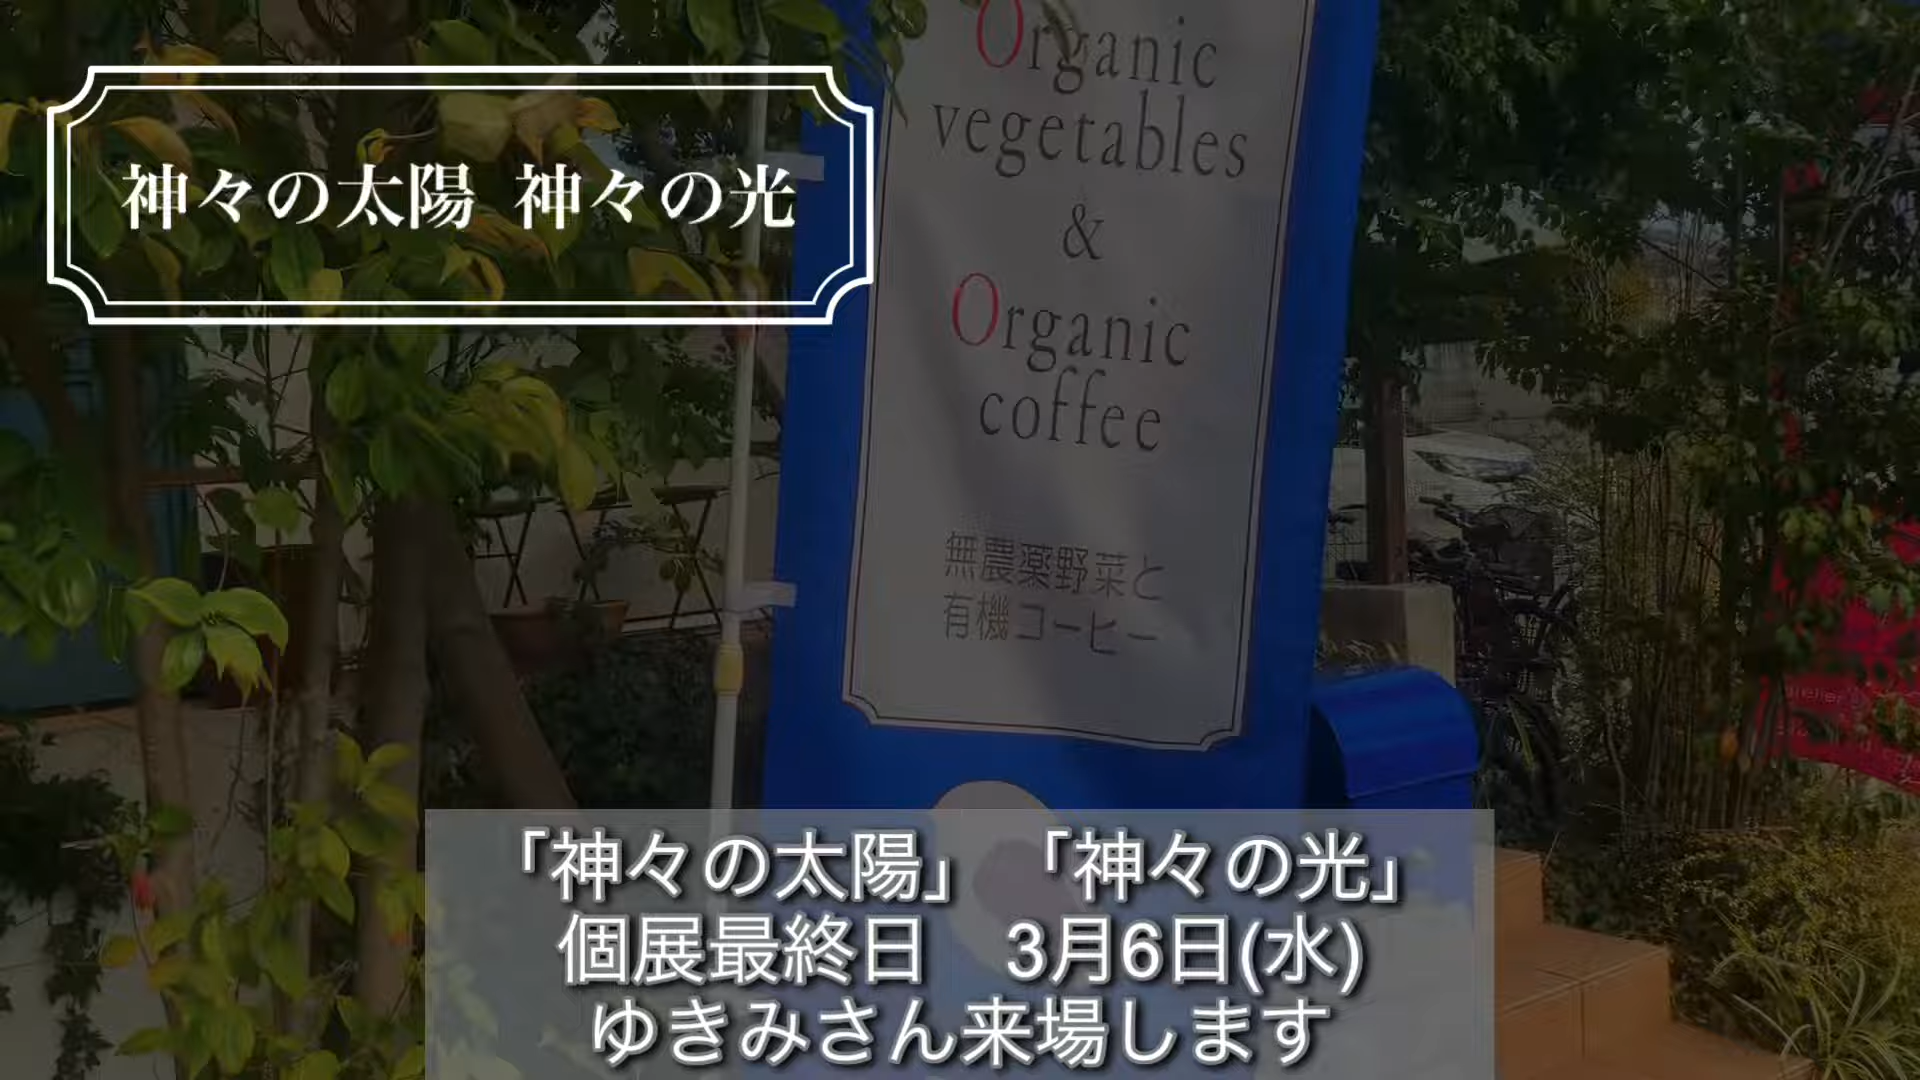 神々の太陽 神々の光
Organic
vegetables
&
Organic
coffee
無農薬野菜と
有機コーヒー
「神々の太陽」 「神々の光」
個展最終日 3月6日(水)
ゆきみさん来場します